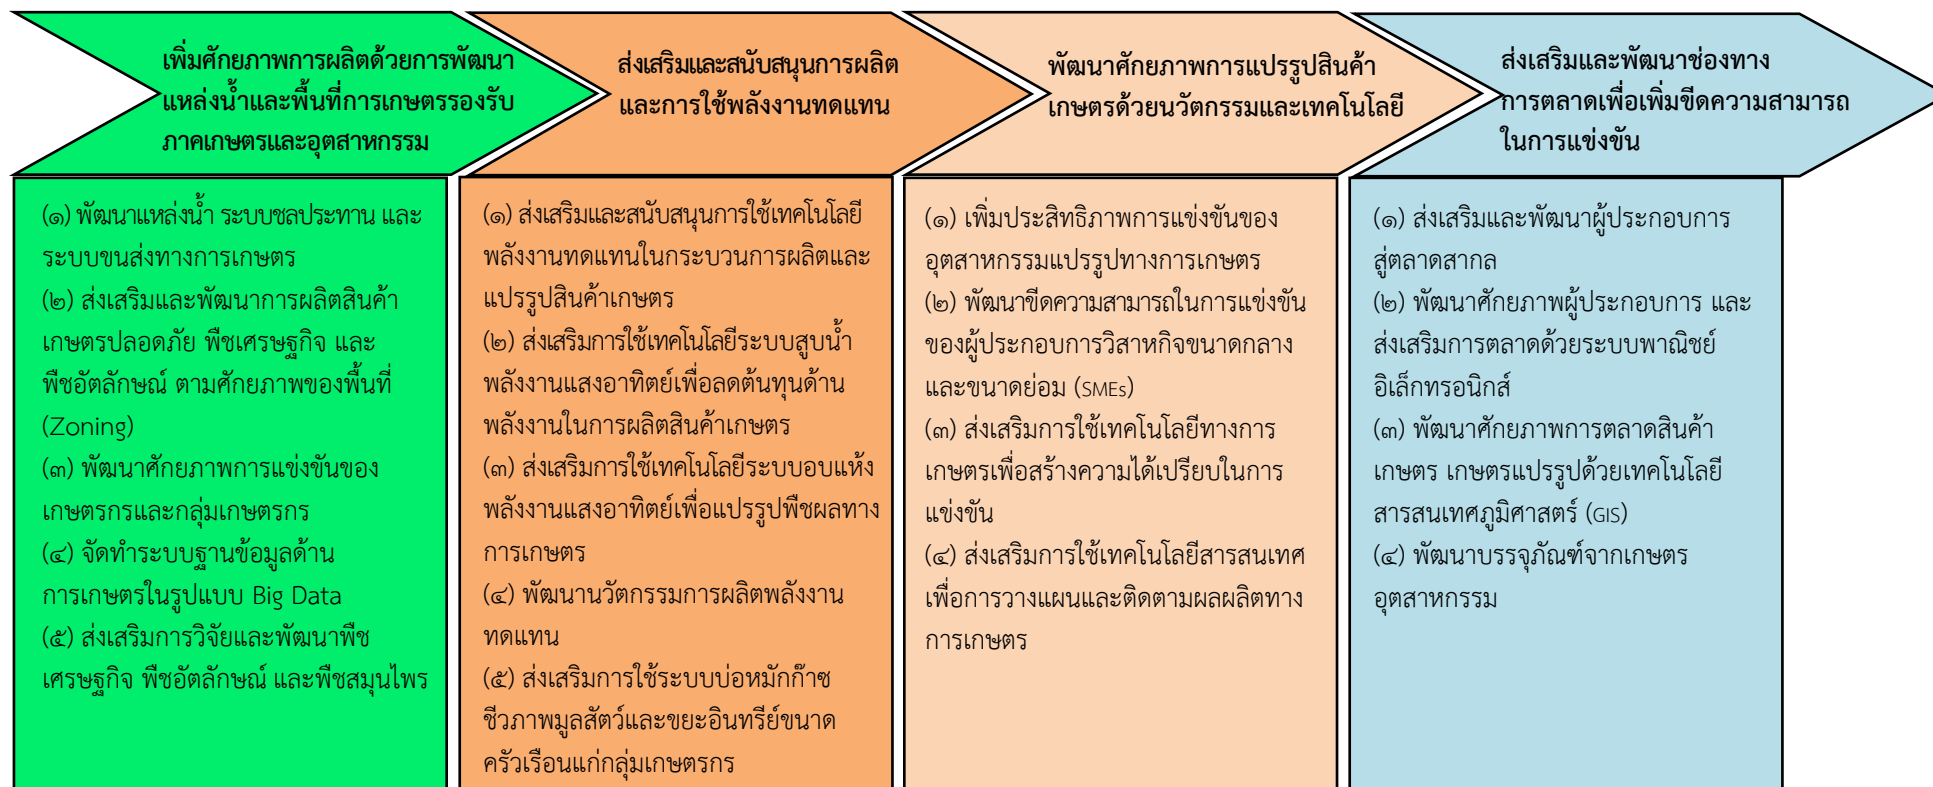 เพิ่มศักยภาพการผลิตด้วยการพัฒนา
แหล่งน้ำและพื้นที่การเกษตรรองรับ
ภาคเกษตรและอุตสาหกรรม
(๑) พัฒนาแหล่งน้ำ ระบบชลประทาน และ
ระบบขนส่งทางการเกษตร
(๒) ส่งเสริมและพัฒนาการผลิตสินค้า
เกษตรปลอดภัย พืชเศรษฐกิจ และ
พืชอัตลักษณ์ ตามศักยภาพของพื้นที่
(Zoning)
(๓) พัฒนาศักยภาพการแข่งขันของ
เกษตรกรและกลุ่มเกษตรกร
(๔) จัดทำระบบฐานข้อมูลด้าน
การเกษตรในรูปแบบ Big Data
(๕) ส่งเสริมการวิจัยและพัฒนาพืช
เศรษฐกิจ พืชอัตลักษณ์ และพืชสมุนไพร
ส่งเสริมและสนับสนุนการผลิต
และการใช้พลังงานทดแทน
(๑) ส่งเสริมและสนับสนุนการใช้เทคโนโลยี
พลังงานทดแทนในกระบวนการผลิตและ
แปรรูปสินค้าเกษตร
(๒) ส่งเสริมการใช้เทคโนโลยีระบบสูบน้ำ
พลังงานแสงอาทิตย์เพื่อลดต้นทุนด้าน
พลังงานในการผลิตสินค้าเกษตร
(๓) ส่งเสริมการใช้เทคโนโลยีระบบอบแห้ง
พลังงานแสงอาทิตย์เพื่อแปรรูปพืชผลทาง
การเกษตร
(๔) พัฒนานวัตกรรมการผลิตพลังงาน
ทดแทน
(๕) ส่งเสริมการใช้ระบบบ่อหมักก๊าซ
ชีวภาพมูลสัตว์และขยะอินทรีย์ขนาด
ครัวเรือนแก่กลุ่มเกษตรกร
พัฒนาศักยภาพการแปรรูปสินค้า
เกษตรด้วยนวัตกรรมและเทคโนโลยี
(๑) เพิ่มประสิทธิภาพการแข่งขันของ
อุตสาหกรรมแปรรูปทางการเกษตร
(๒) พัฒนาขีดความสามารถในการแข่งขัน
ของผู้ประกอบการวิสาหกิจขนาดกลาง
และขนาดย่อม (SMEs)
(๓) ส่งเสริมการใช้เทคโนโลยีทางการ
เกษตรเพื่อสร้างความได้เปรียบในการ
แข่งขัน
(๔) ส่งเสริมการใช้เทคโนโลยีสารสนเทศ
เพื่อการวางแผนและติดตามผลผลิตทาง
การเกษตร
ส่งเสริมและพัฒนาช่องทาง
การตลาดเพื่อเพิ่มขีดความสามารถ
ในการแข่งขัน
(๑) ส่งเสริมและพัฒนาผู้ประกอบการ
สู่ตลาดสากล
(๒) พัฒนาศักยภาพผู้ประกอบการ และ
ส่งเสริมการตลาดด้วยระบบพาณิชย์
อิเล็กทรอนิกส์
(๓) พัฒนาศักยภาพการตลาดสินค้า
เกษตร เกษตรแปรรูปด้วยเทคโนโลยี
สารสนเทศภูมิศาสตร์ (GIS)
(๔) พัฒนาบรรจุภัณฑ์จากเกษตร
อุตสาหกรรม